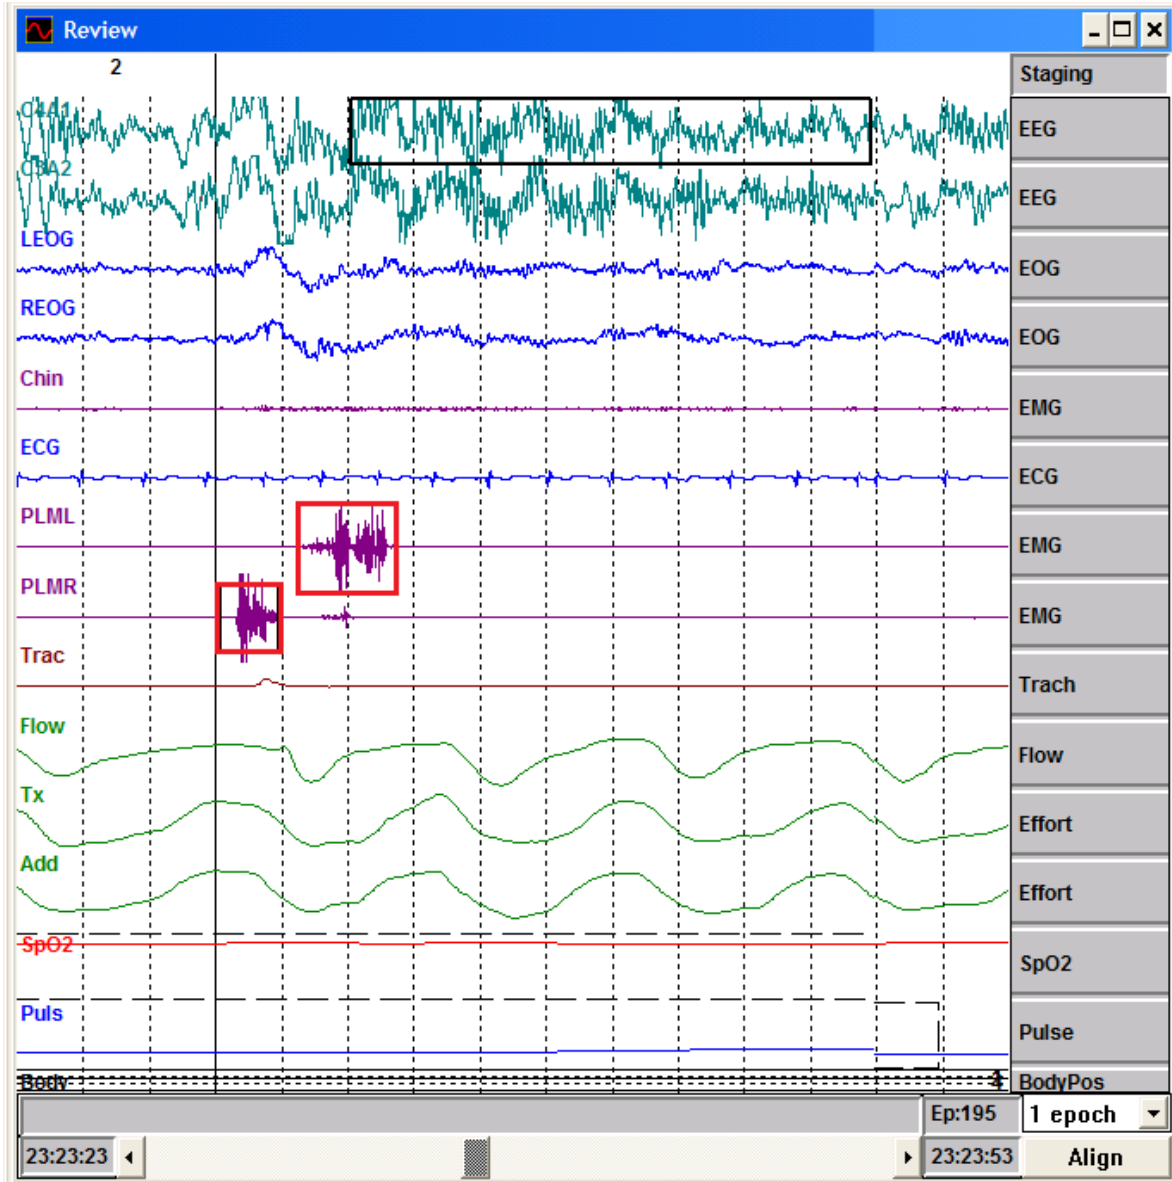 Review
2
Staging
C4A1
EEG
C3A2
EEG
LEOG
EOG
REOG
EOG
Chin
EMG
ECG
ECG
PLML
EMG
PLMR
EMG
Trac
Trach
Flow
Flow
Tx
Effort
Add
Effort
SpO2
SpO2
Puls
Pulse
Body
BodyPos
Ep:195
1 epoch
23:23:23
23:23:53
Align